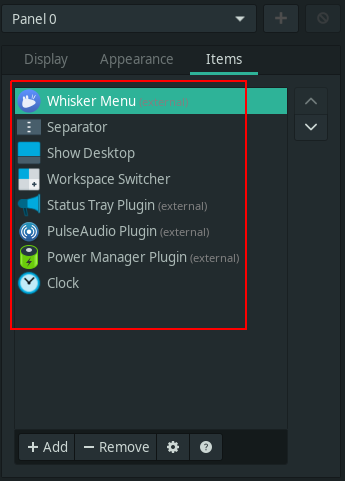 Panel 0
Display Appearance Items
Whisker Menu (external)
Separator
Show Desktop
Workspace Switcher
Status Tray Plugin (external)
PulseAudio Plugin (external)
Power Manager Plugin (external)
Clock
Add Remove